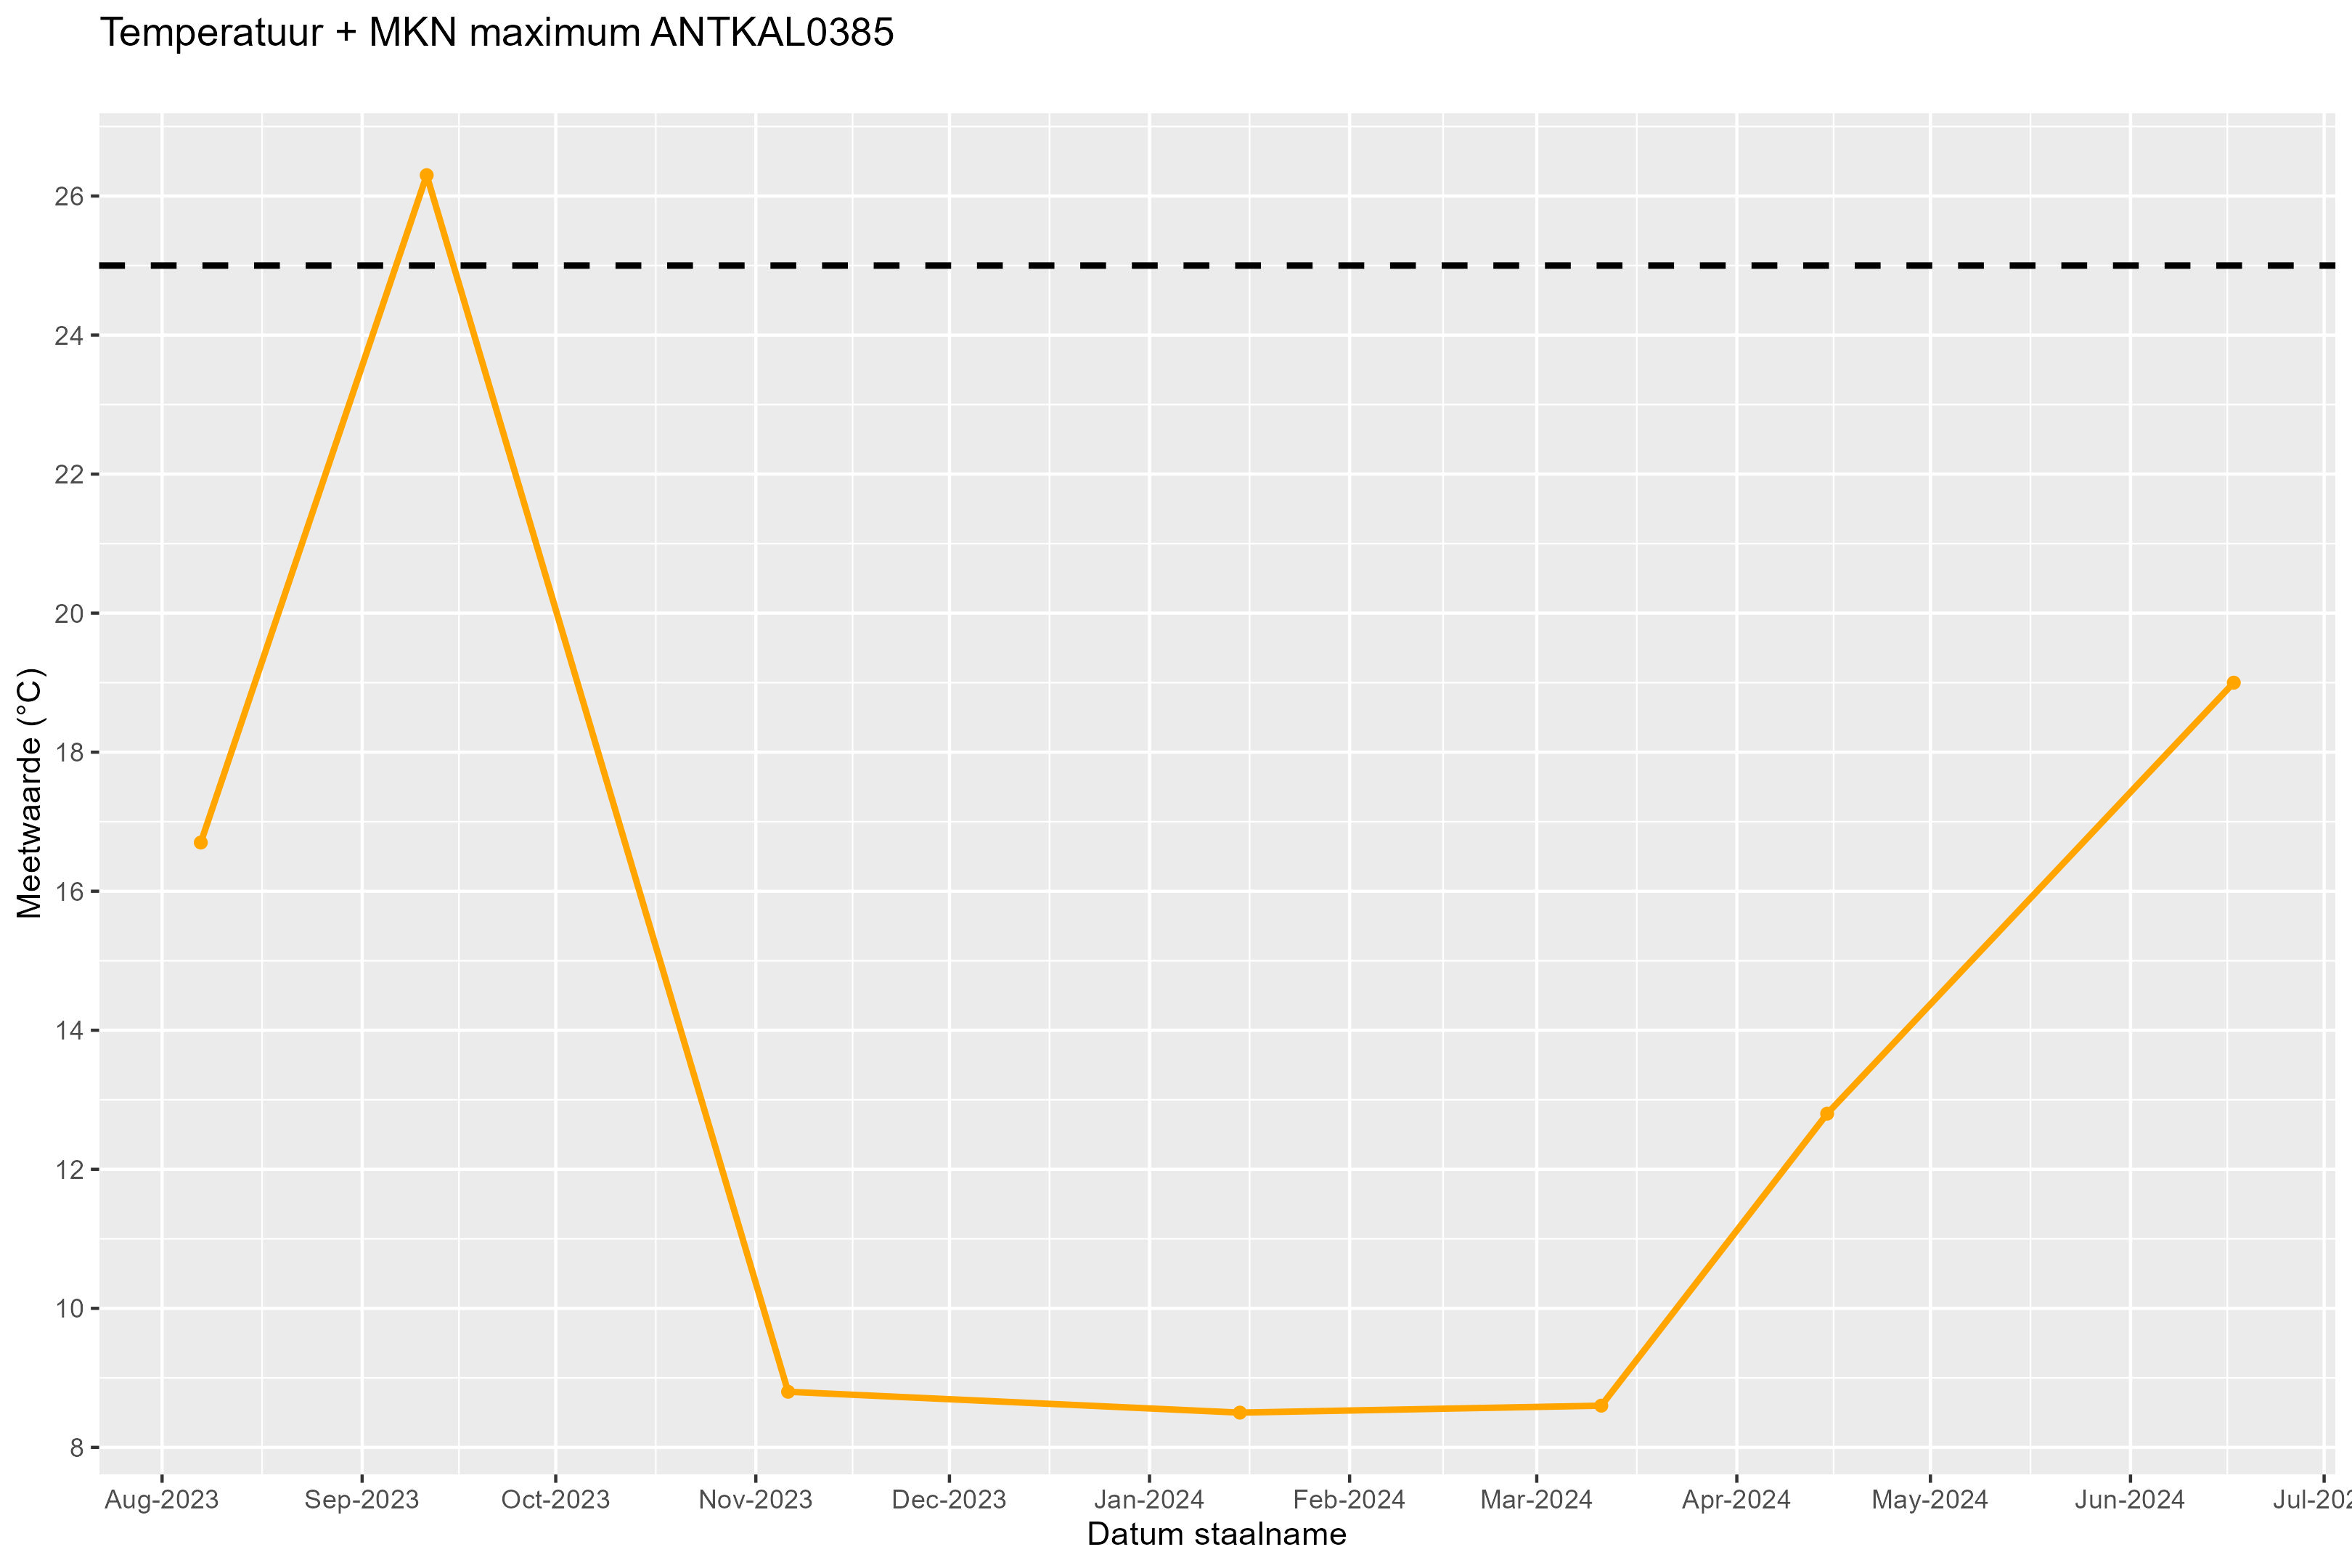 Temperatuur + MKN maximum ANTKAL0385
Meetwaarde (°C)
26
24
22
20
18
16
14
12
10
8
Aug-2023 Sep-2023 Oct-2023 Nov-2023 Dec-2023 Jan-2024 Feb-2024 Mar-2024 Apr-2024 May-2024 Jun-2024 Jul-202
Datum staalname